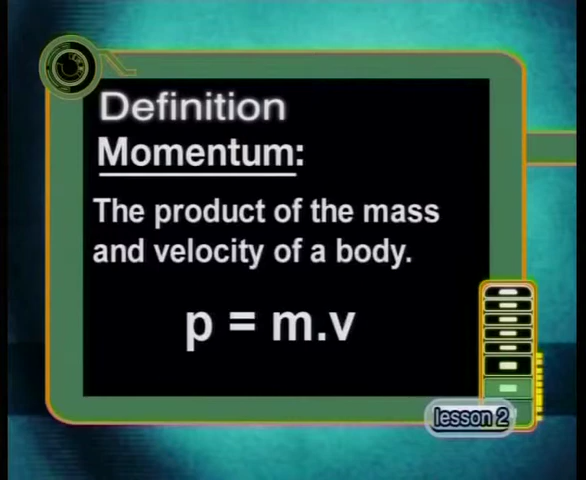 Definition
Momentum:
The product of the mass
and velocity of a body.
p = m.v
lesson 2